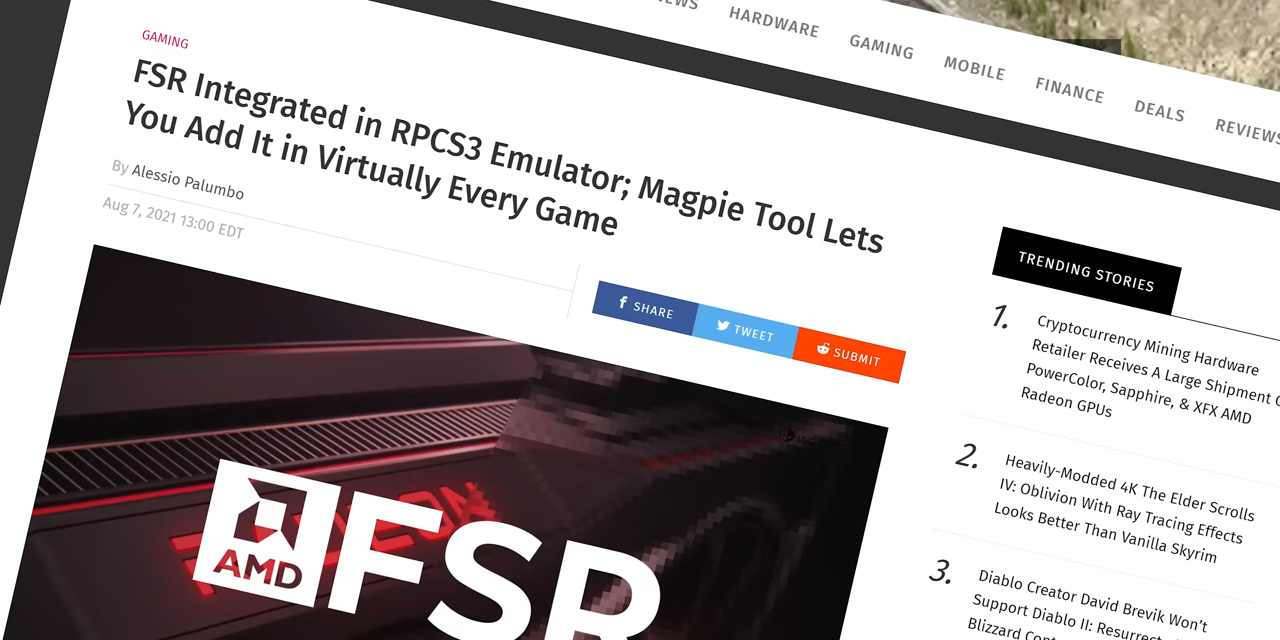 HARDWARE
GAMING
MOBILE
FINANCE
DEALS
REVIEWS
GAMING
FSR Integrated in RPCS3 Emulator; Magpie Tool Lets
You Add It in Virtually Every Game
By Alessio Palumbo
Aug 7, 2021 13:00 EDT
SHARE
TWEET
SUBMIT
AMD
FSR
TRENDING STORIES
1.
Cryptocurrency Mining Hardware
Retailer Receives A Large Shipment
PowerColor, Sapphire, & XFX AMD
Radeon GPUs
2.
Heavily-Modded 4K The Elder Scrolls
IV: Oblivion With Ray Tracing Effects
Looks Better Than Vanilla Skyrim
3.
Diablo Creator David Brevik Won't
Support Diablo II:
Blizzard